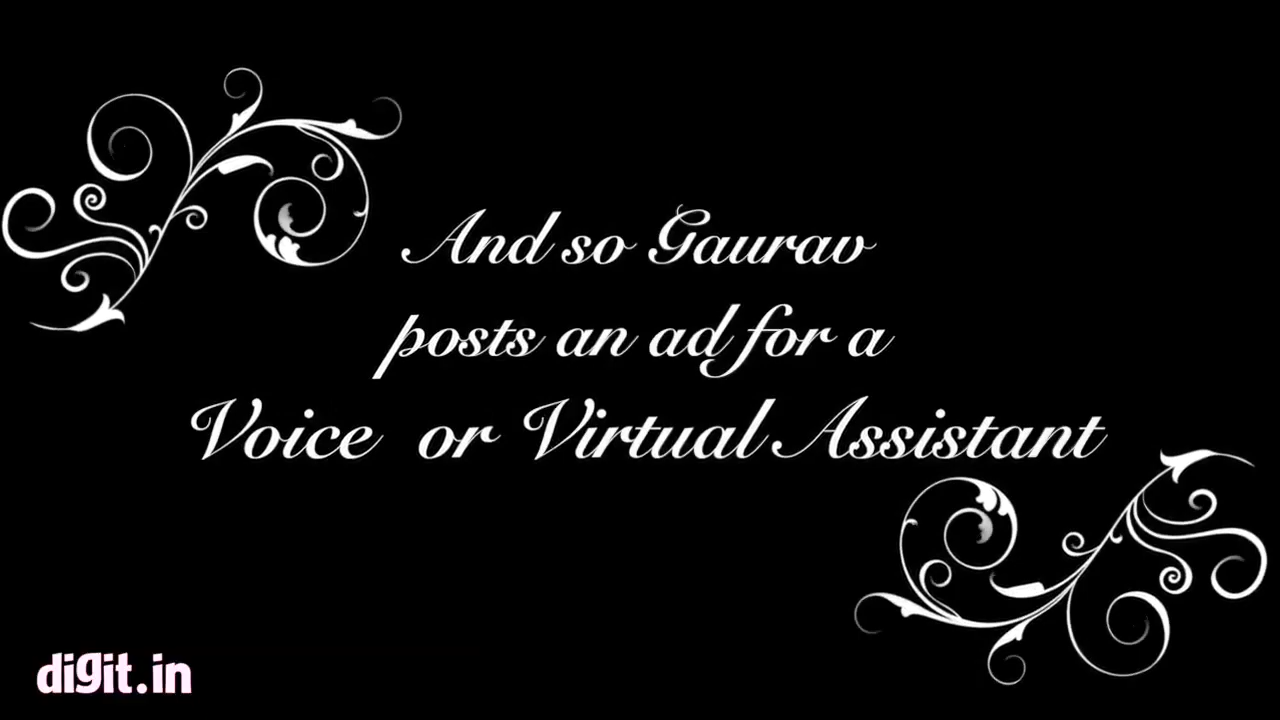 And so Gaurav
posts an ad for a
Voice or Virtual Assistant
digit.in